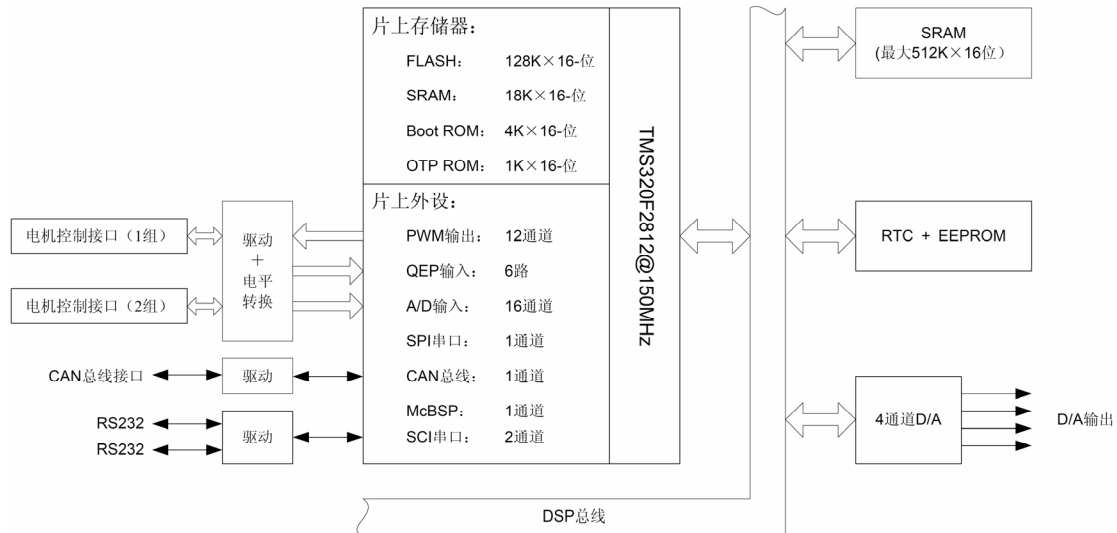 片上存储器：
FLASH： 128K×16-位
SRAM： 18K×16-位
Boot ROM： 4K×16-位
OTP ROM： 1K×16-位
片上外设：
PWM输出： 12通道
QEP输入： 6路
A/D输入： 16通道
SPI串口： 1通道
CAN总线： 1通道
McBSP： 1通道
SCI串口： 2通道
TMS320F2812@150MHz
电机控制接口（1组）
电机控制接口（2组）
驱动
＋
电平
转换
CAN总线接口
驱动
RS232
RS232
驱动
SRAM
(最大512K×16位）
RTC + EEPROM
4通道D/A
D/A输出
DSP总线